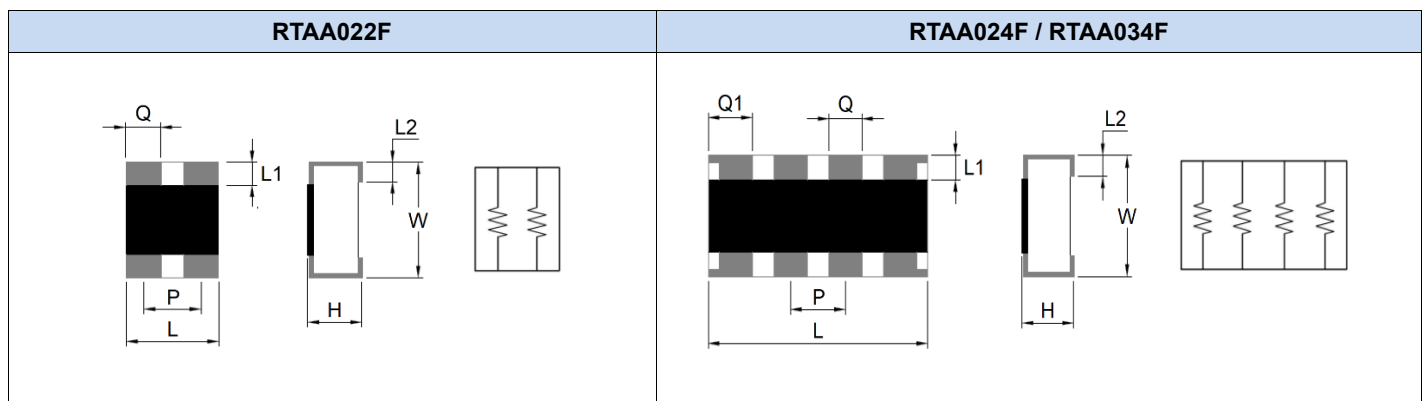 RTAA022F
RTAA024F / RTAA034F
Q
L2
L1
W
P
H
L
Q1
Q
L2
L1
W
P
H
L